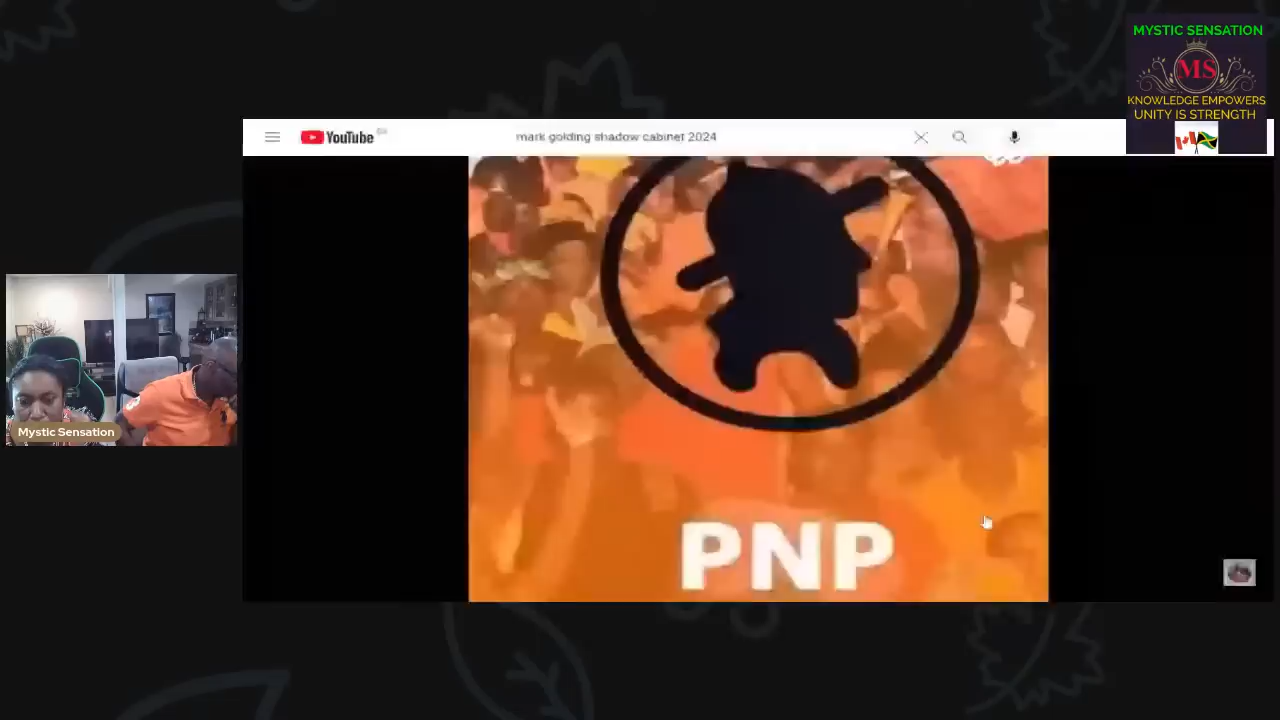 MYSTIC SENSATION
MS
KNOWLEDGE EMPOWERS
UNITY IS STRENGTH
YouTube
mark golding shadow cabinet 2024
Mystic Sensation
PNP